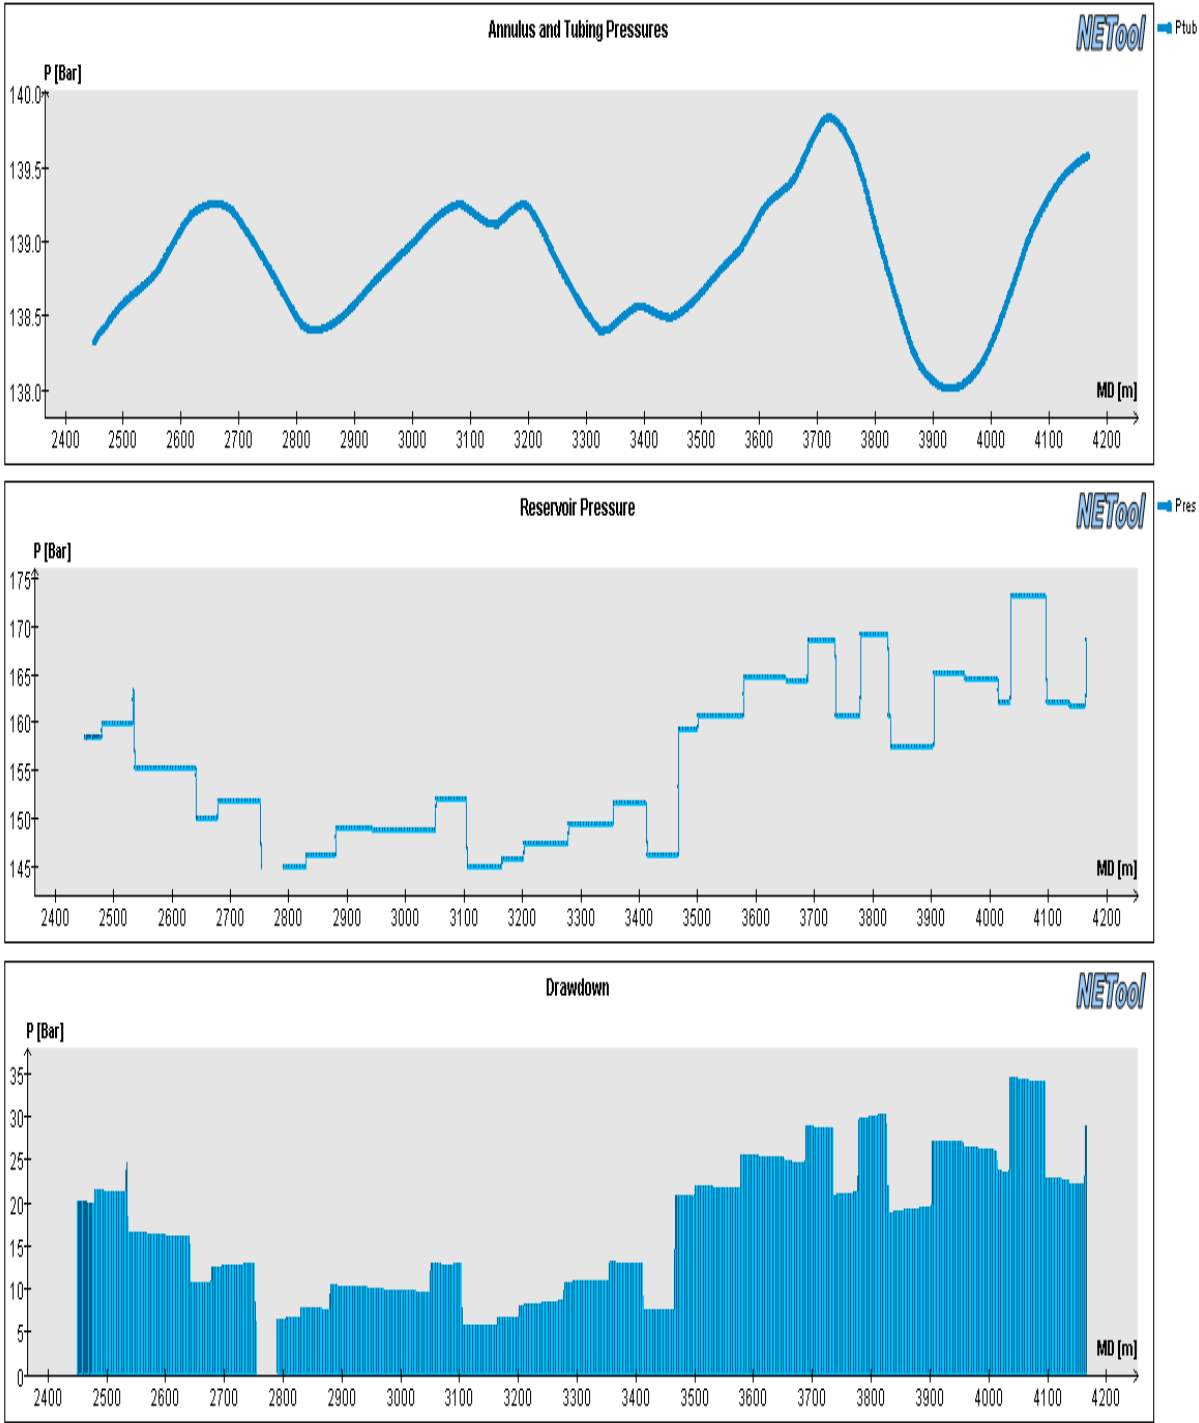 Annulus and Tubing Pressures
NETool
Ptub
P [Bar]
140.0
139.5
139.0
138.5
138.0
MD [m]
2400 2500 2600 2700 2800 2900 3000 3100 3200 3300 3400 3500 3600 3700 3800 3900 4000 4100 4200
Reservoir Pressure
NETool
Pres
P [Bar]
175
170
165
160
155
150
145
MD [m]
2400 2500 2600 2700 2800 2900 3000 3100 3200 3300 3400 3500 3600 3700 3800 3900 4000 4100 4200
Drawdown
NETool
P [Bar]
35
30
25
20
15
10
5
0
MD [m]
2400 2500 2600 2700 2800 2900 3000 3100 3200 3300 3400 3500 3600 3700 3800 3900 4000 4100 4200